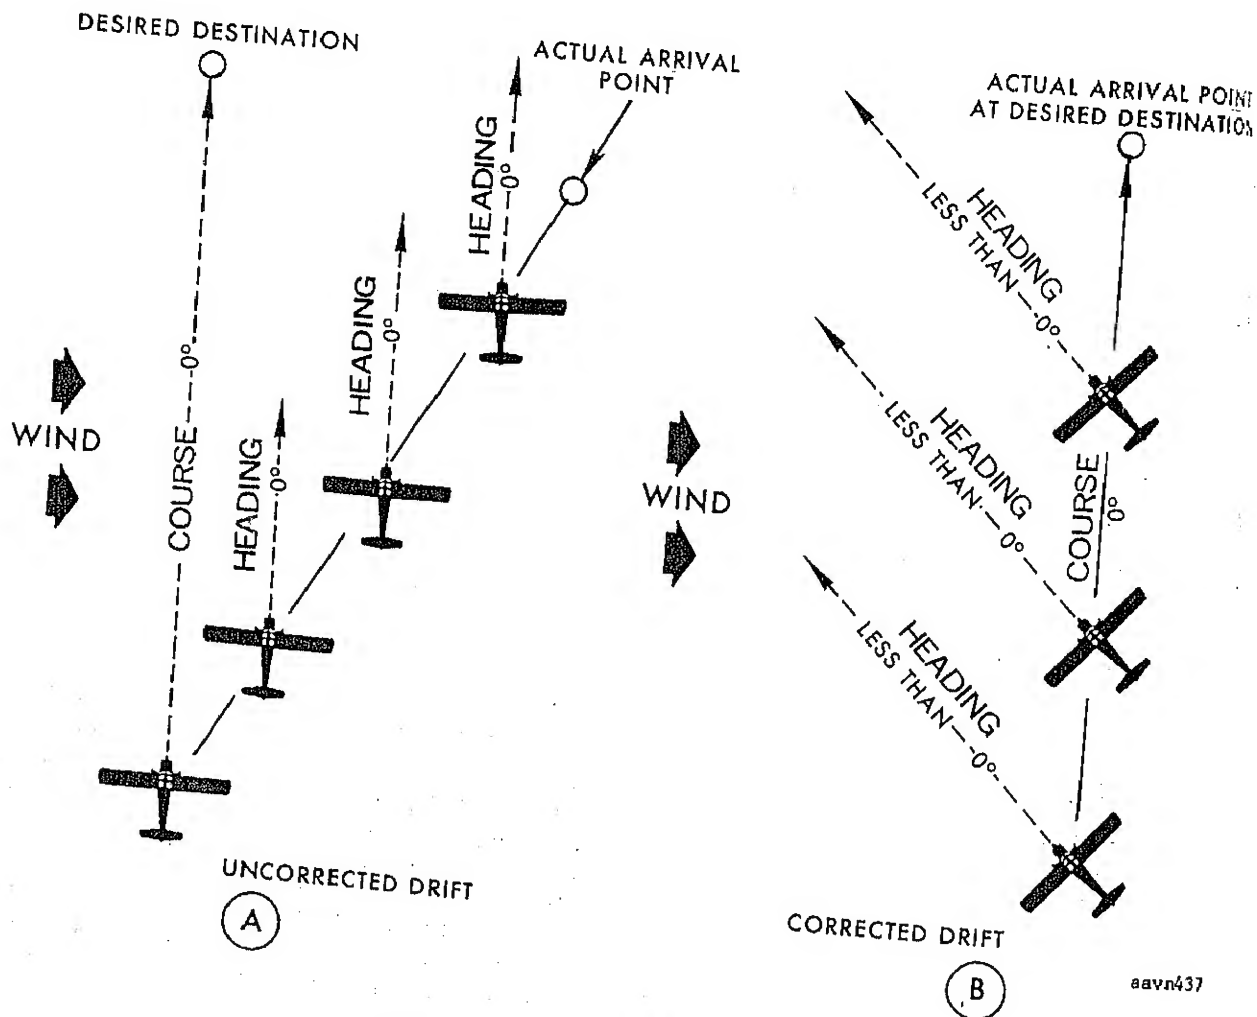 DESIRED DESTINATION
ACTUAL ARRIVAL
POINT
HEADING
0°
HEADING
0°
HEADING
0°
COURSE
0°
WIND
UNCORRECTED DRIFT
A
ACTUAL ARRIVAL POINT
AT DESIRED DESTINATION
HEADING
LESS THAN 0°
HEADING
LESS THAN 0°
HEADING
LESS THAN 0°
COURSE
0°
WIND
CORRECTED DRIFT
B
aavn437